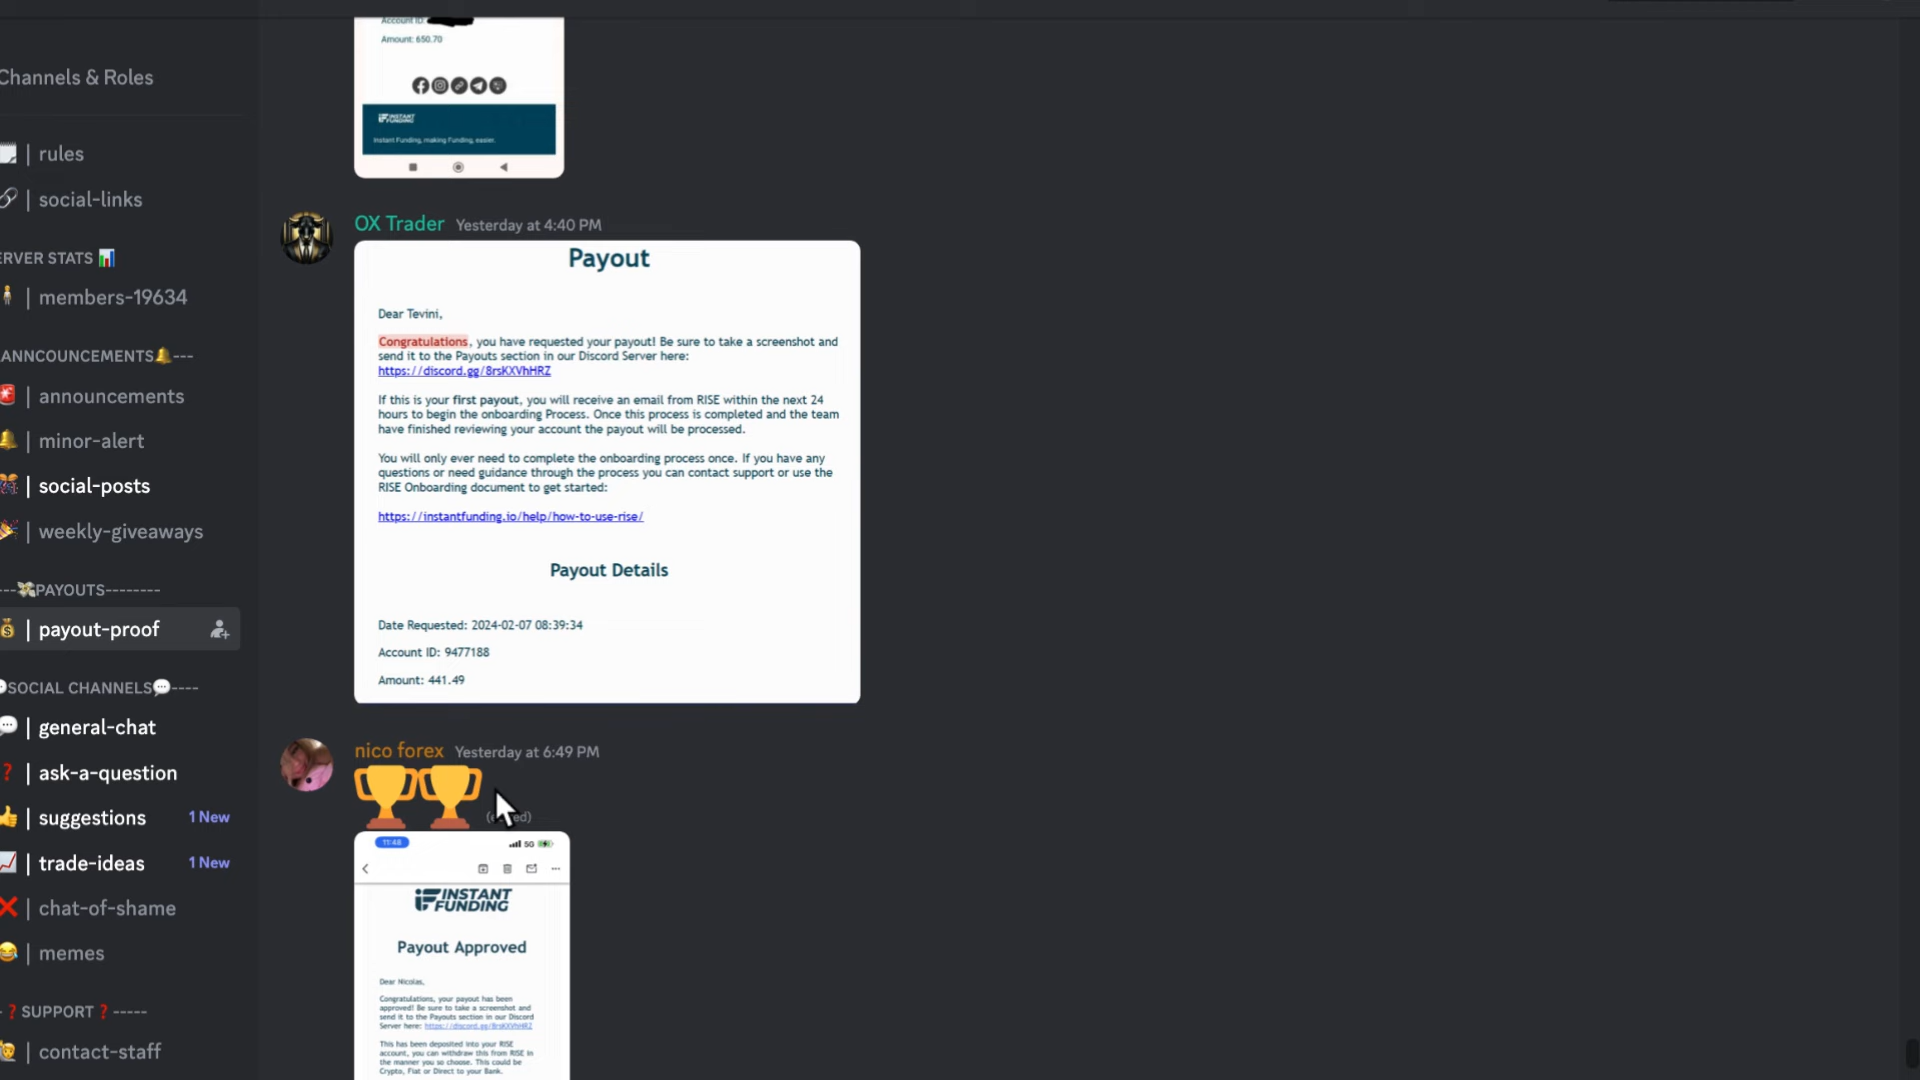 Channels & Roles
| rules
| social-links
ERVER STATS
| members-19634
ANNCOUNCEMENTS---
| announcements
| minor-alert
| social-posts
| weekly-giveaways
---PAYOUTS--------
| payout-proof
SOCIAL CHANNELS----
| general-chat
| ask-a-question
| suggestions 1 New
| trade-ideas 1 New
| chat-of-shame
| memes
- SUPPORT -----
| contact-staff
Account ID:
Amount: 650.70
INSTANT
FUNDING
Instant Funding, making Funding, easier.
OX Trader Yesterday at 4:40 PM
Payout
Dear Tevini,
Congratulations, you have requested your payout! Be sure to take a screenshot and
send it to the Payouts section in our Discord Server here:
https://discord.gg/8rsKXVhHRZ
If this is your first payout, you will receive an email from RISE within the next 24
hours to begin the onboarding Process. Once this process is completed and the team
have finished reviewing your account the payout will be processed.
You will only ever need to complete the onboarding process once. If you have any
questions or need guidance through the process you can contact support or use the
RISE Onboarding document to get started:
https://instantfunding.io/help/how-to-use-rise/
Payout Details
Date Requested: 2024-02-07 08:39:34
Account ID: 9477188
Amount: 441.49
nico forex Yesterday at 6:49 PM
11:48 5G
INSTANT
FUNDING
Payout Approved
Dear Nicolas,
Congratulations, your payout has been
approved! Be sure to take a screenshot and
send it to the Payouts section in our Discord
Server here: https://discord.gg/8rsKXVhHRZ
This has been deposited into your RISE
account, you can withdraw this from RISE in
the manner you so choose. This could be
Crypto, Fiat or Direct to your Bank.